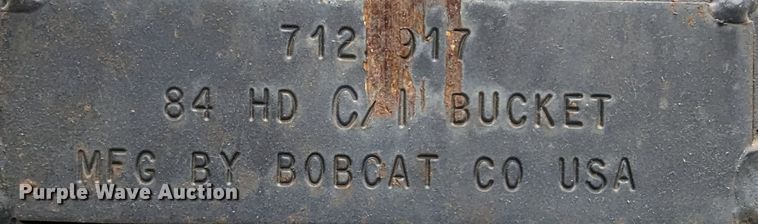 84 HD C/I BUCKET
MFG BY BOBCAT CO USA
Purple Wave Auction